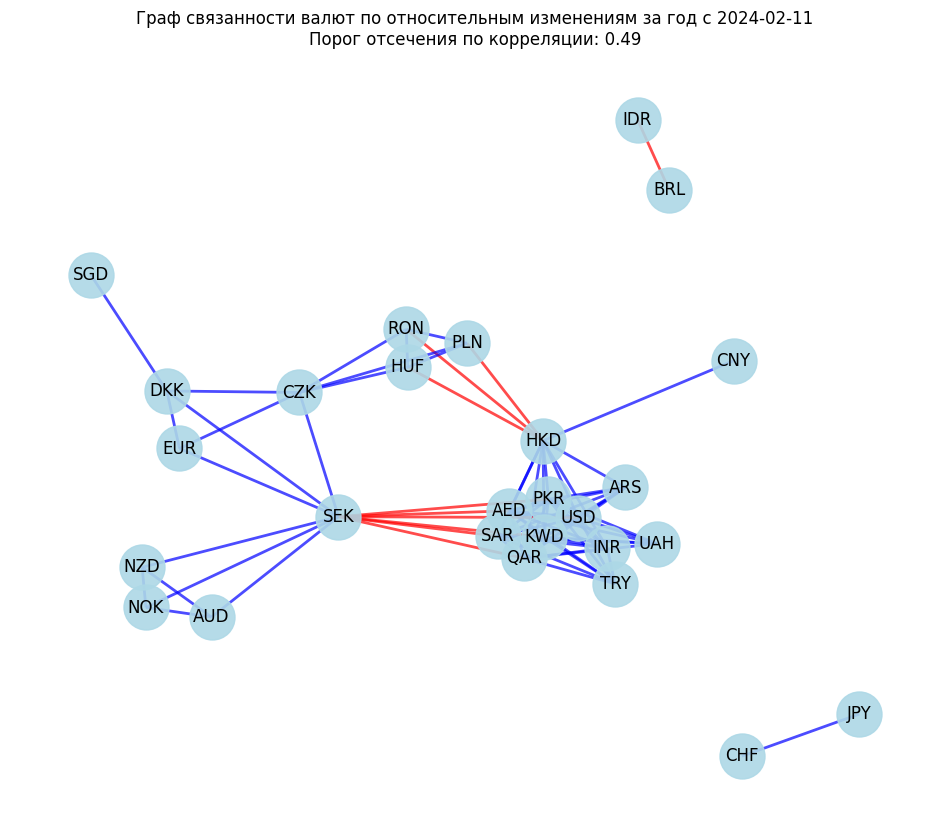 Граф связанности валют по относительным изменениям за год с 2024-02-11
Порог отсечения по корреляции: 0.49
IDR
BRL
SGD
RON
PLN
CNY
HUF
DKK
CZK
HKD
EUR
ARS
PKR
AED
USD
SEK
SAR
KWD
UAH
INR
QAR
NZD
TRY
NOK
AUD
JPY
CHF